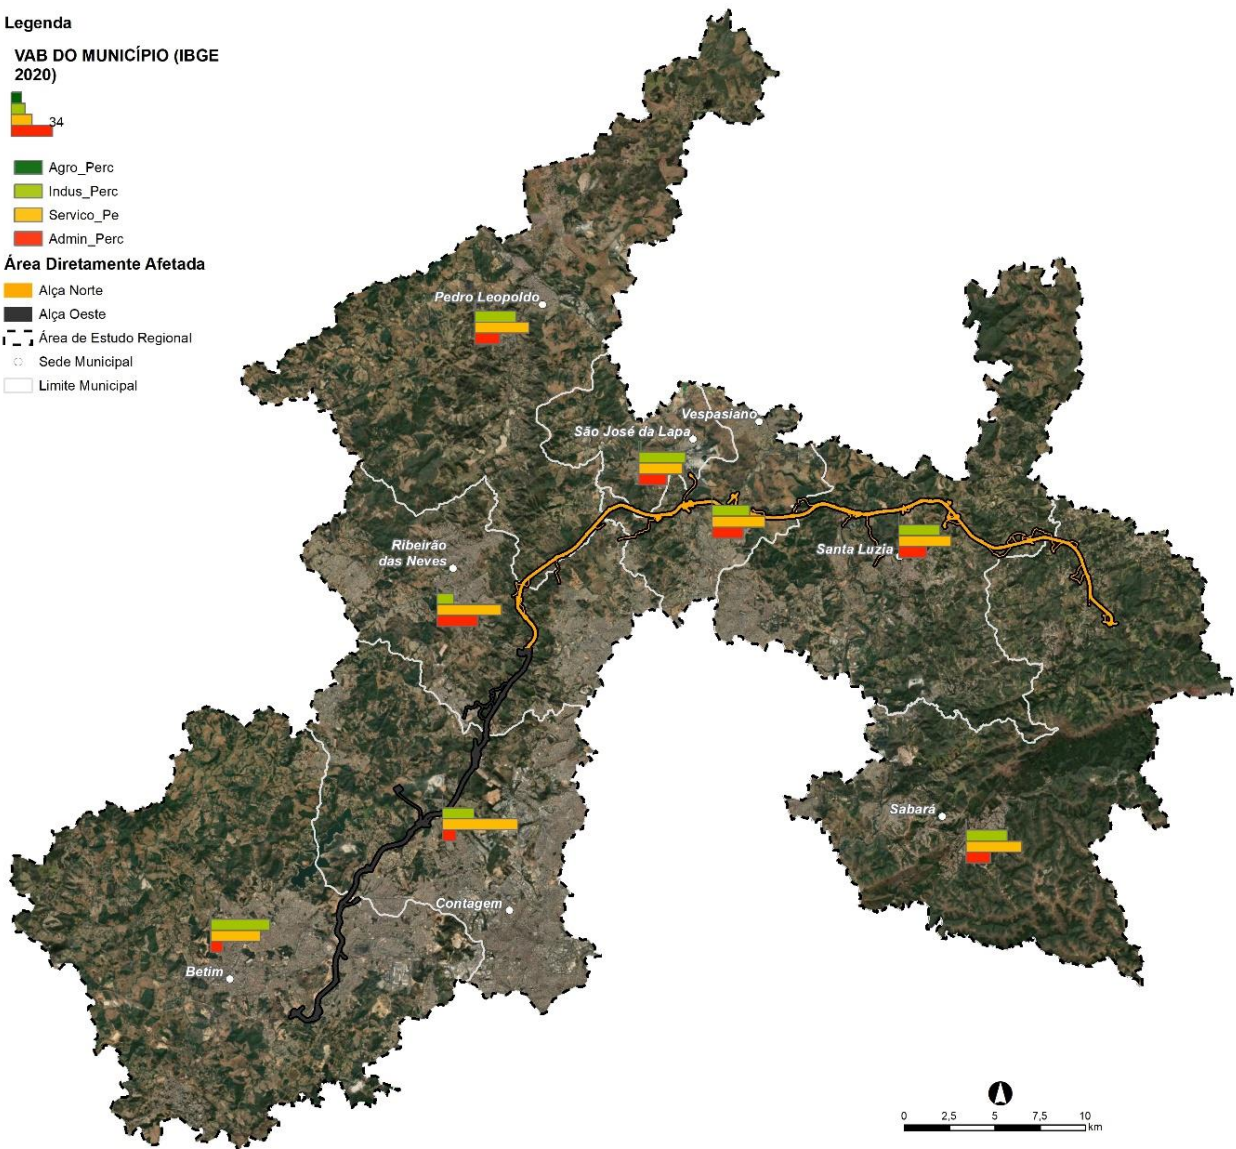 Legenda
VAB DO MUNICÍPIO (IBGE
2020)
34
Agro_Perc
Indus_Perc
Servico_Pe
Admin_Perc
Área Diretamente Afetada
Alça Norte
Alça Oeste
Área de Estudo Regional
Sede Municipal
Limite Municipal
Pedro Leopoldo
Vespasiano
São José da Lapa
Ribeirão
das Neves
Santa Luzia
Sabará
Contagem
Betim
0 2,5 5 7,5 10
km